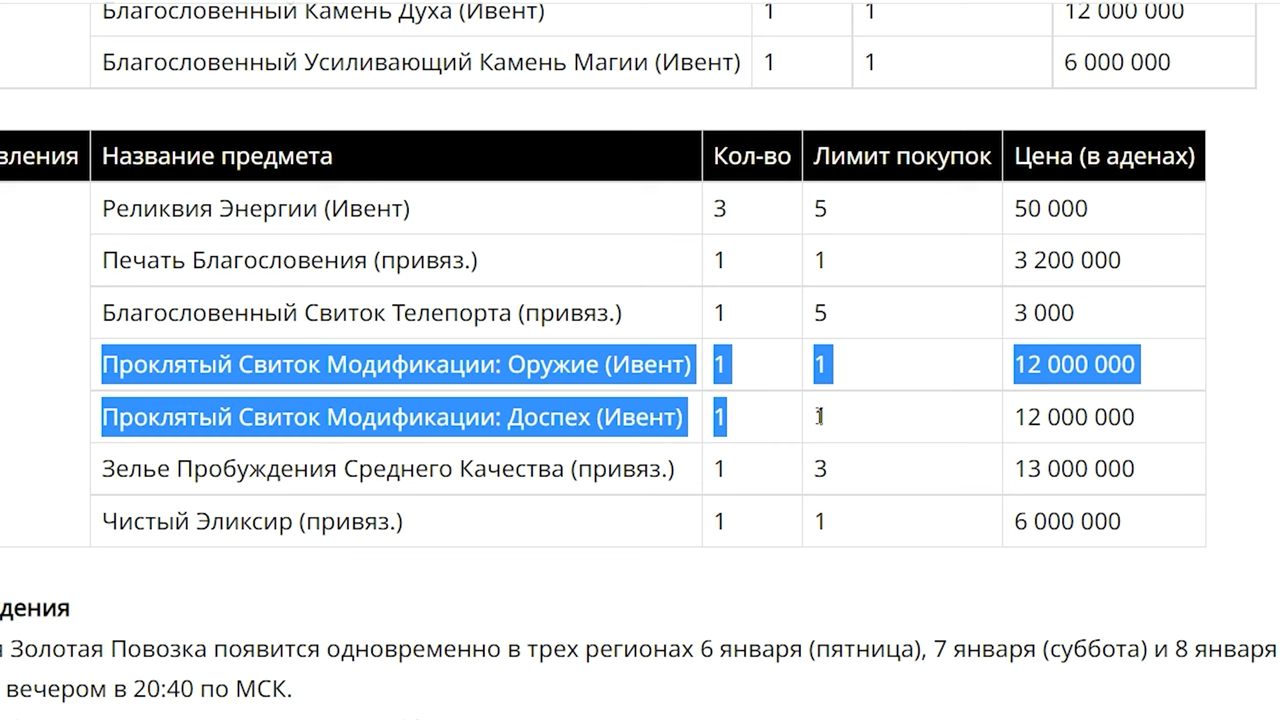 Благословенный Камень Духа (Ивент) 1 1 12 000 000
Благословенный Усиливающий Камень Магии (Ивент) 1 1 6 000 000
вления Название предмета Кол-во Лимит покупок Цена (в аденах)
Реликвия Энергии (Ивент) 3 5 50 000
Печать Благословения (привяз.) 1 1 3 200 000
Благословенный Свиток Телепорта (привяз.) 1 5 3 000
Проклятый Свиток Модификации: Оружие (Ивент) 1 1 12 000 000
Проклятый Свиток Модификации: Доспех (Ивент) 1 1 12 000 000
Зелье Пробуждения Среднего Качества (привяз.) 1 3 13 000 000
Чистый Эликсир (привяз.) 1 1 6 000 000
дения
Золотая Повозка появится одновременно в трех регионах 6 января (пятница), 7 января (суббота) и 8 января
вечером в 20:40 по МСК.